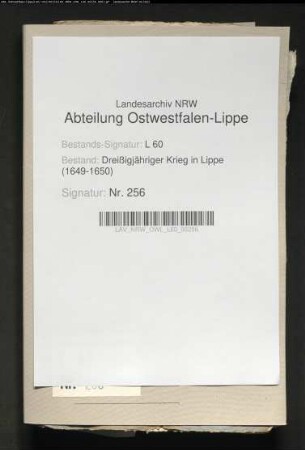 Landesarchiv NRW
Abteilung Ostwestfalen-Lippe
Bestands-Signatur: L 60
Bestand: Dreißigjähriger Krieg in Lippe
(1649-1650)
Signatur: Nr. 256